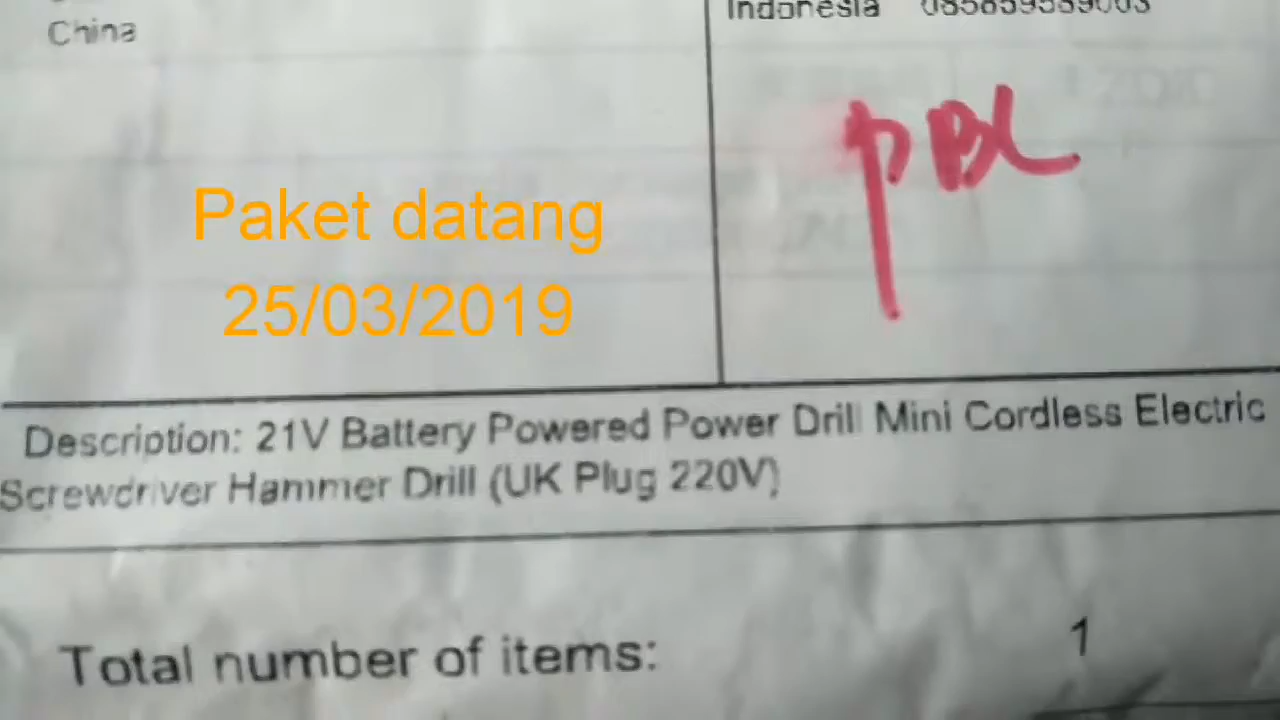 China
Indonesia 085859589003
PBL
Paket datang
25/03/2019
Description: 21V Battery Powered Power Drill Mini Cordless Electric
Screwdriver Hammer Drill (UK Plug 220V)
Total number of items: 1